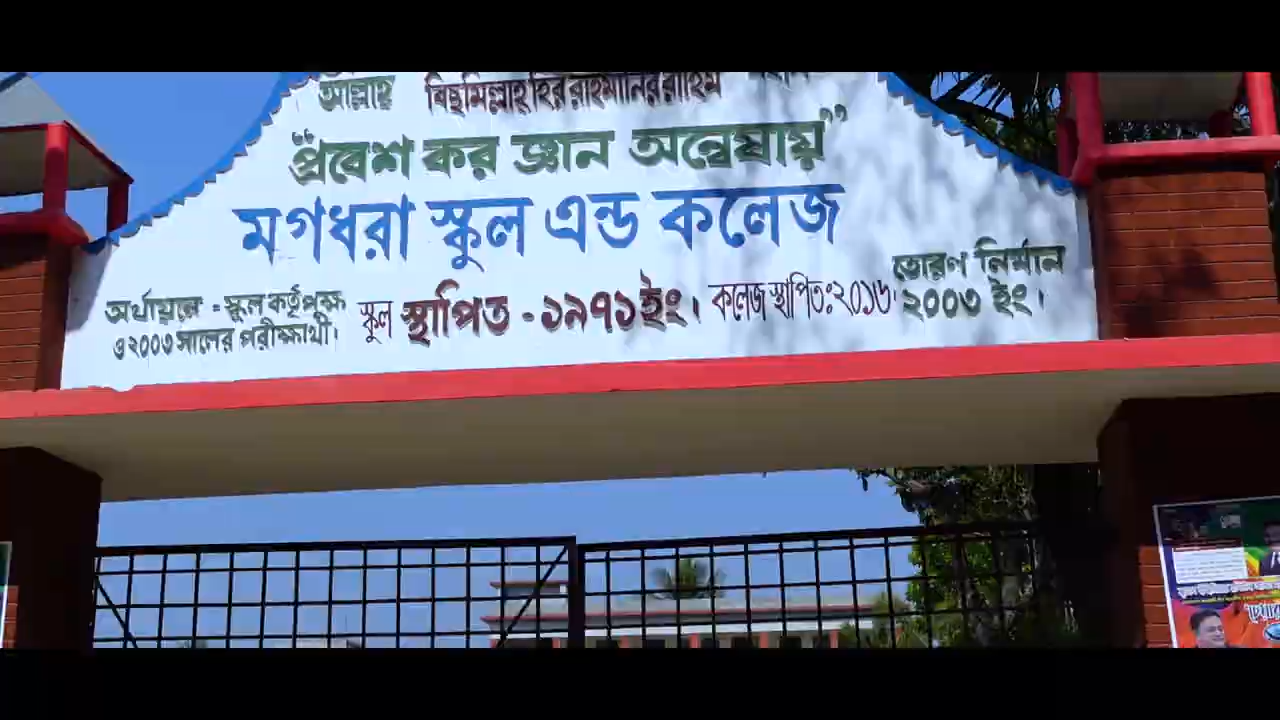 আল্লাহ বিছমিল্লাহ হির রাহমানির রাহিম
“প্রবেশ কর জ্ঞান অন্বেষায়”
মগধরা স্কুল এন্ড কলেজ
অর্থায়নে - স্কুল কর্তৃপক্ষ
ও ২০০৩ সালের পরীক্ষার্থী।
স্কুল স্থাপিত - ১৯৭১ইং।
কলেজ স্থাপিতঃ২০১৬
তোরণ নির্মান
২০০৩ ইং।